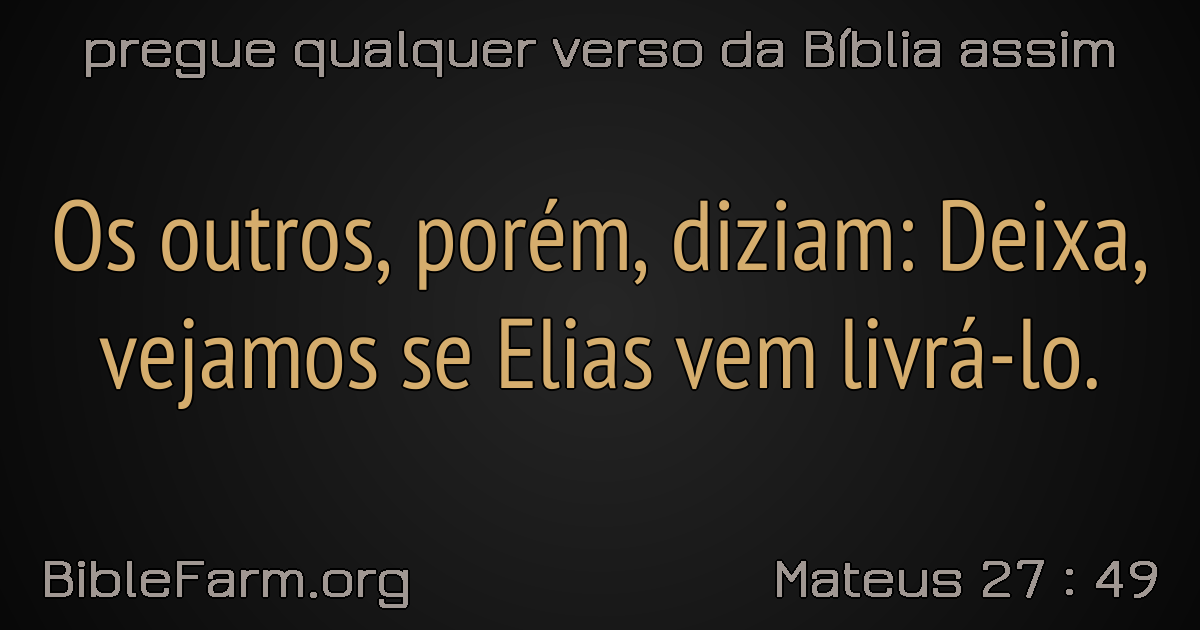 pregue qualquer verso da Bíblia assim
Os outros, porém, diziam: Deixa,
vejamos se Elias vem livrá-lo.
BibleFarm.org
Mateus 27 : 49